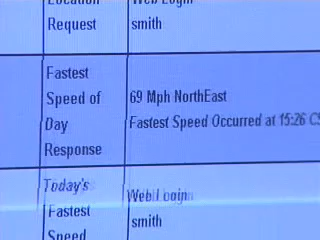 Location Web Login
Request smith
Fastest
Speed of
Day
Response
69 Mph NorthEast
Fastest Speed Occurred at 15:26
Today's
Fastest
Speed
Web Login
smith